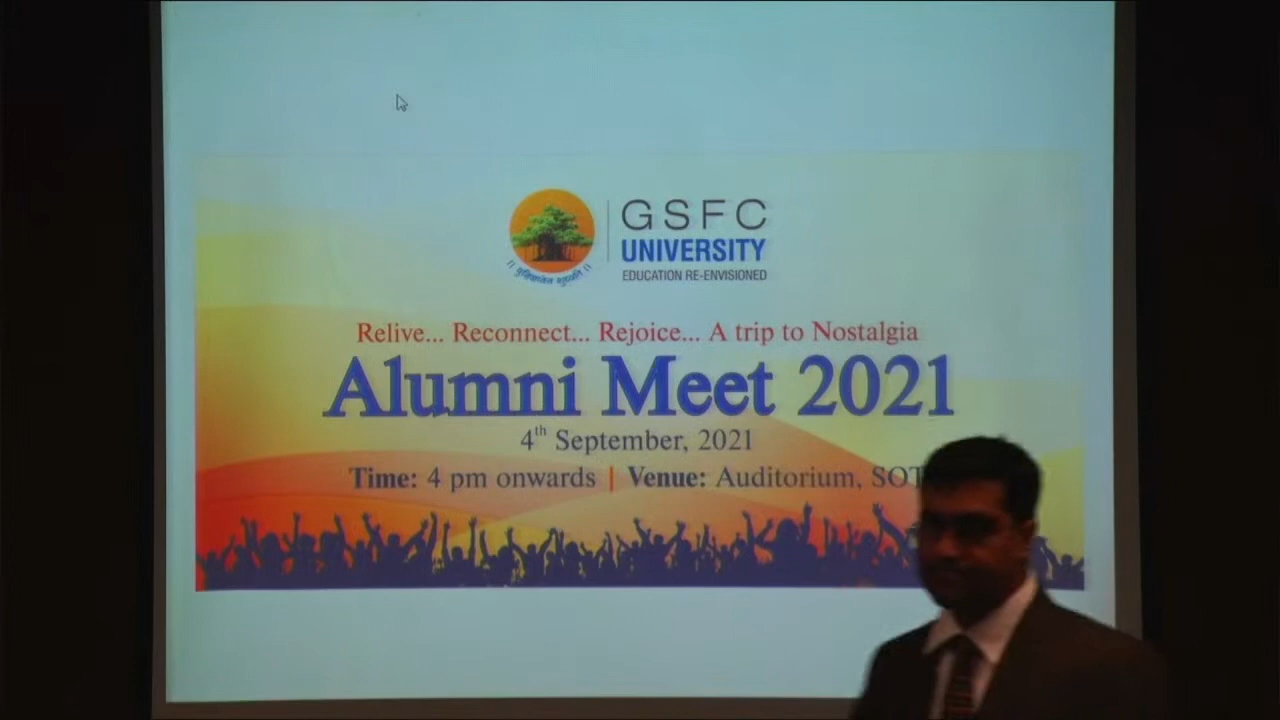 GSFC
UNIVERSITY
EDUCATION RE-ENVISIONED
Relive... Reconnect... Rejoice... A trip to Nostalgia
Alumni Meet 2021
4th September, 2021
Time: 4 pm onwards | Venue: Auditorium, SOT